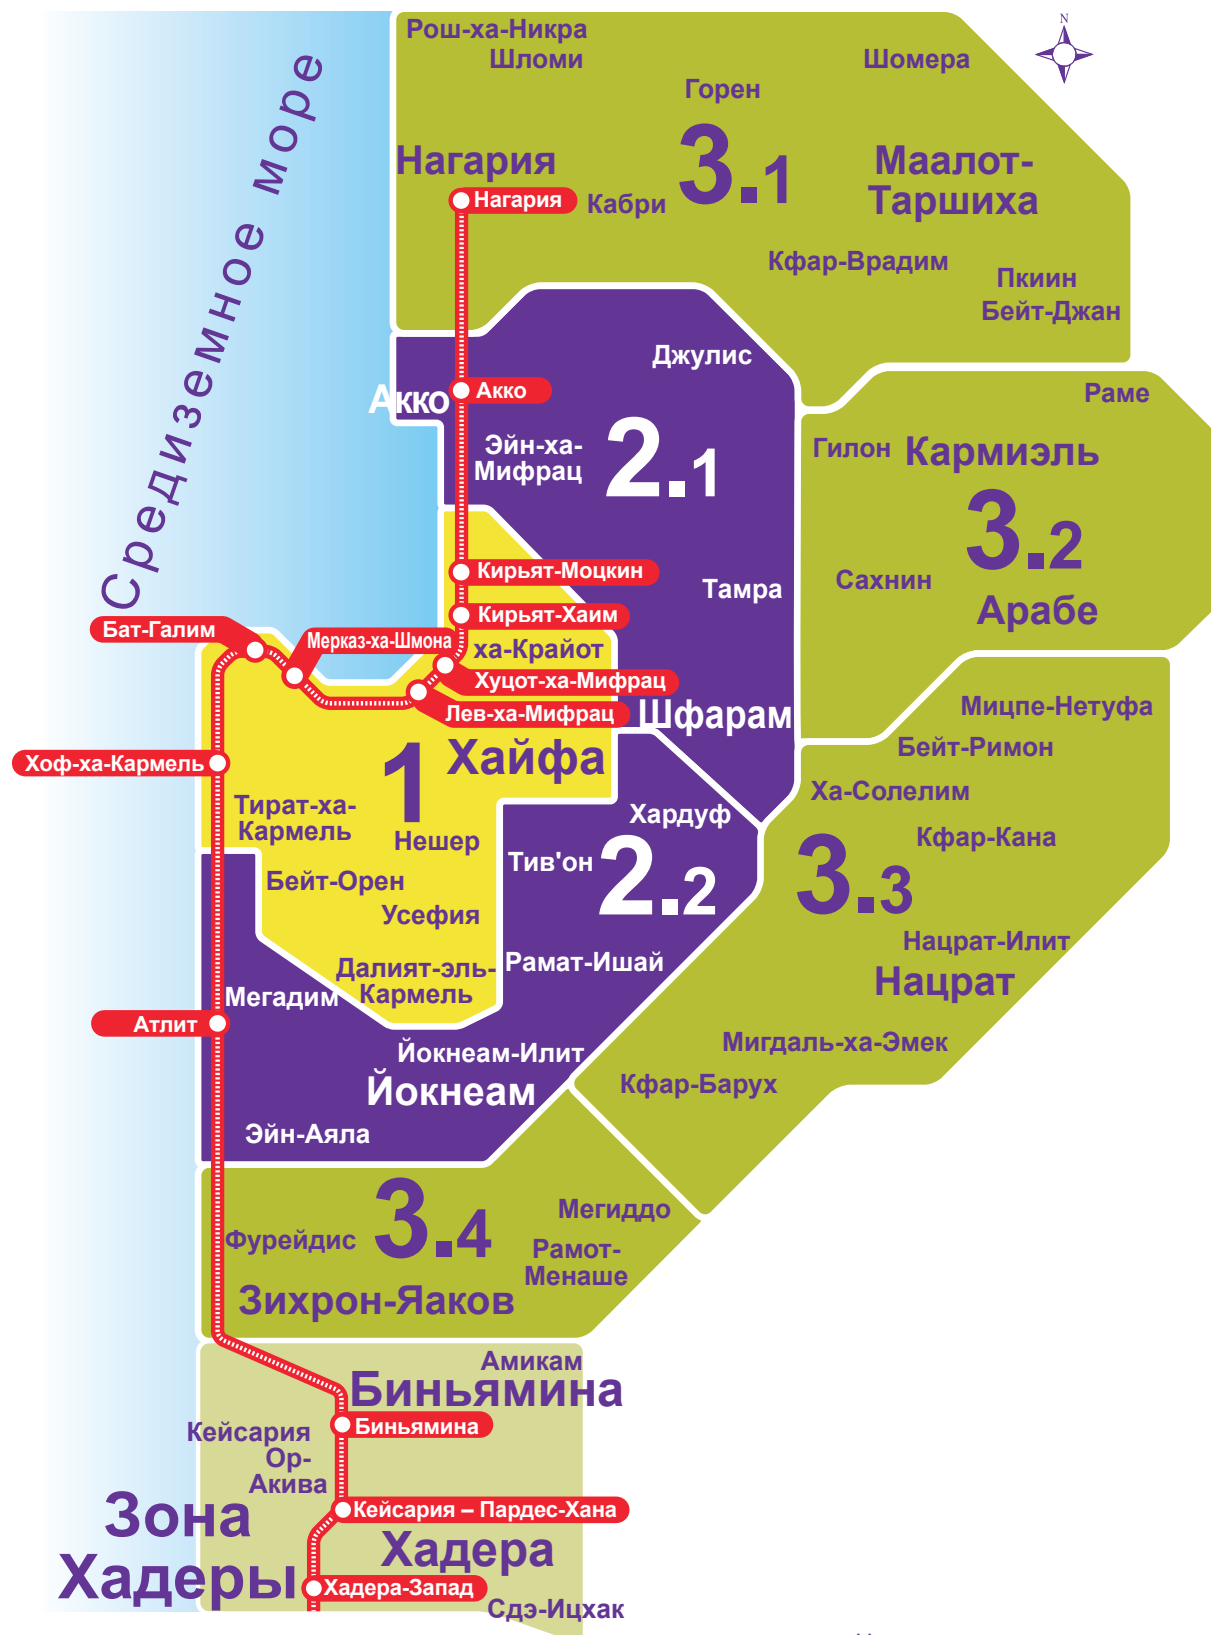 N
Рош-ха-Никра
Шломи
Шомера
Горен
Средиземное море
Нагария
3.1
Маалот-
Таршиха
Нагария
Кабри
Кфар-Врадим
Пкиин
Бейт-Джан
Джулис
Акко
Акко
Раме
Эйн-ха-
Мифрац
2.1
Гилон
Кармиэль
3.2
Кирьят-Моцкин
Тамра
Сахнин
Арабе
Кирьят-Хаим
Бат-Галим
Мерказ-ха-Шмона
ха-Крайот
Хуцот-ха-Мифрац
Лев-ха-Мифрац
Шфарам
Мицпе-Нетуфа
Бейт-Римон
Хоф-ха-Кармель
1
Хайфа
Ха-Солелим
Тират-ха-
Кармель
Нешер
Хардуф
Кфар-Кана
Тив'он
2.2
3.3
Бейт-Орен
Усефия
Нацрат-Илит
Нацрат
Далият-эль-
Кармель
Рамат-Ишай
Мегадим
Атлит
Мигдаль-ха-Эмек
Йокнеам-Илит
Йокнеам
Кфар-Барух
Эйн-Аяла
3.4
Мегиддо
Фурейдис
Рамот-
Менаше
Зихрон-Яаков
Амикам
Биньямина
Биньямина
Кейсария
Ор-
Акива
Кейсария – Пардес-Хана
Зона
Хадеры
Хадера
Хадера-Запад
Сдэ-Ицхак